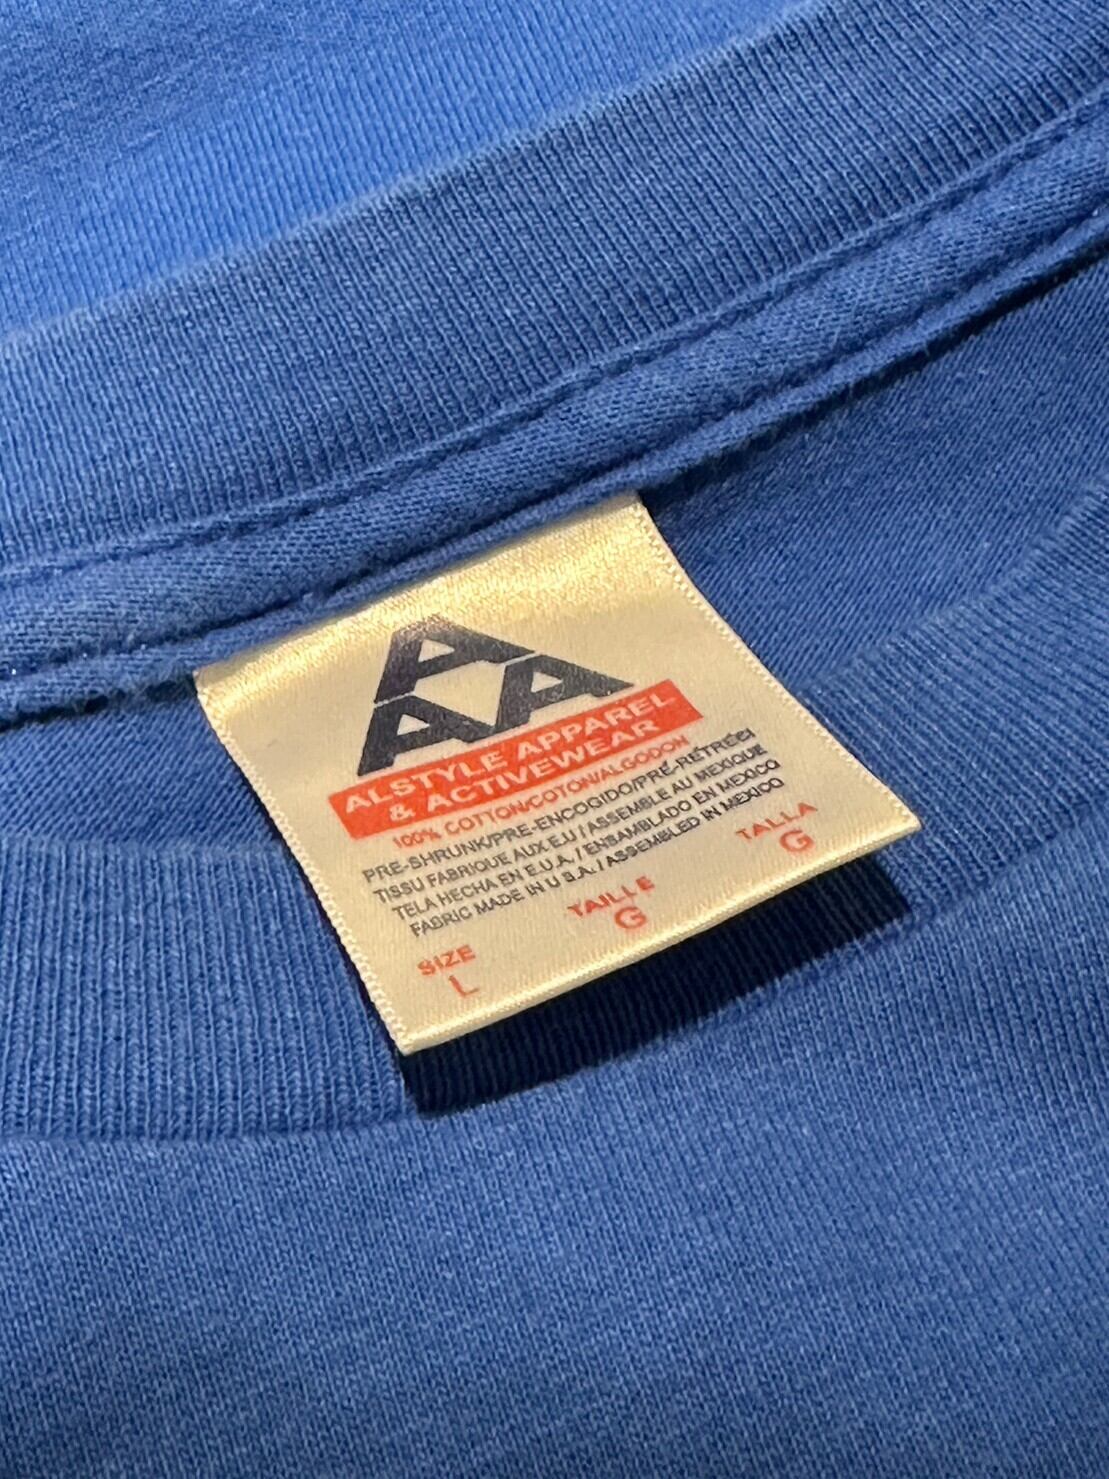 A
AA
ALSTYLE APPAREL
& ACTIVEWEAR
100% COTTON/COTON/ALGODON
PRE-SHRUNK/PRE-ENCOGIDO/PRÉ-RÉTRÉCI
TISSU FABRIQUE AUX E.U / ASSEMBLE AU MEXIQUE
TELA HECHA EN E.U.A. / ENSAMBLADO EN MEXICO
FABRIC MADE IN U.S.A. / ASSEMBLED IN MEXICO
SIZE TAILLE TALLA
L G G